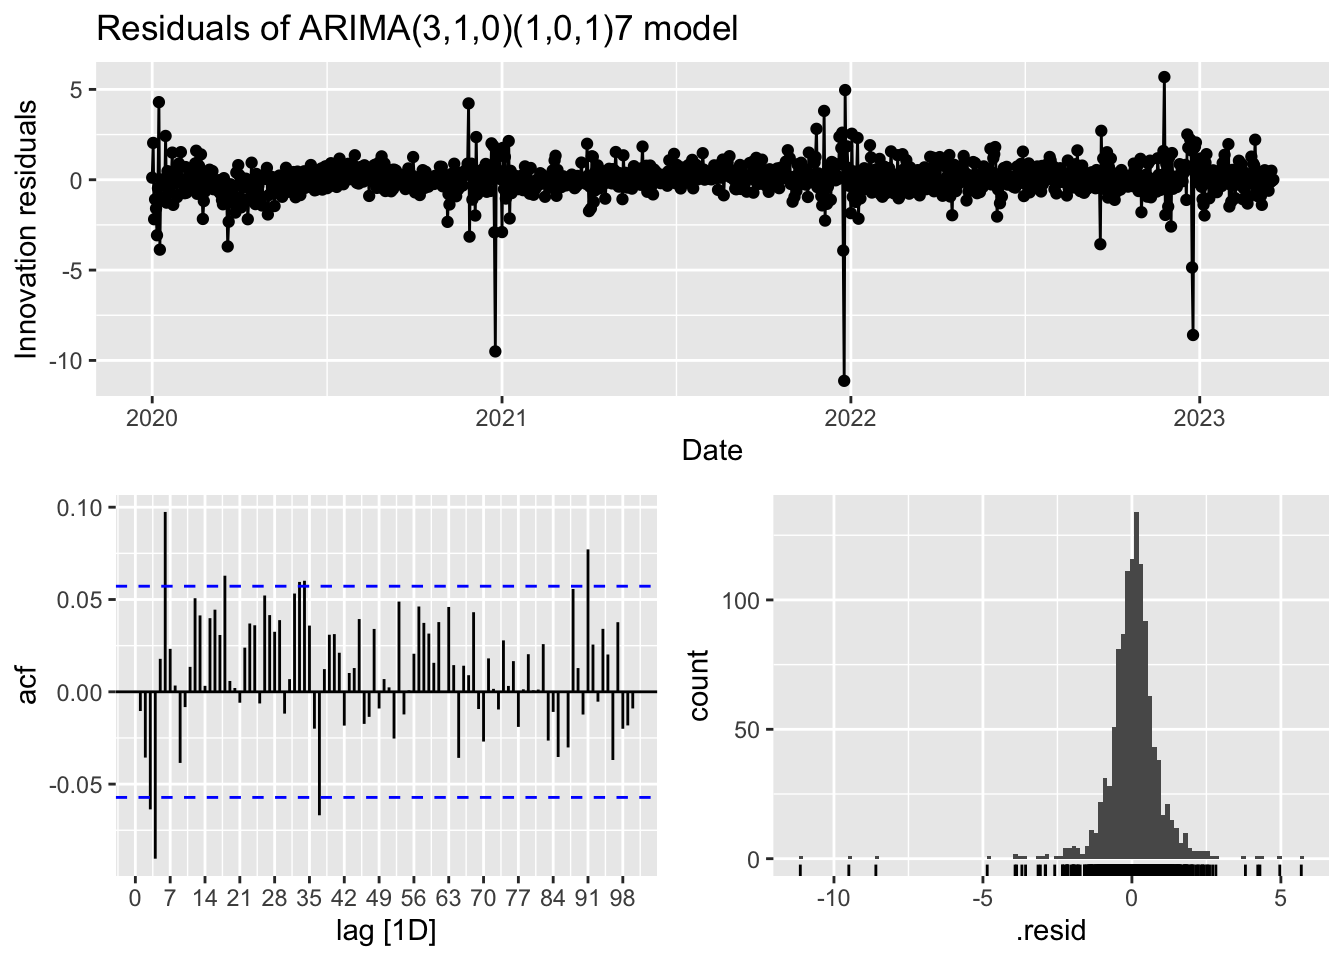 Residuals of ARIMA(3,1,0)(1,0,1)7 model
Innovation residuals
5
0
-5
-10
2020 2021 2022 2023
Date
acf
0.10
0.05
0.00
-0.05
0 7 14 21 28 35 42 49 56 63 70 77 84 91 98
lag [1D]
count
100
50
0
-10 -5 0 5
.resid